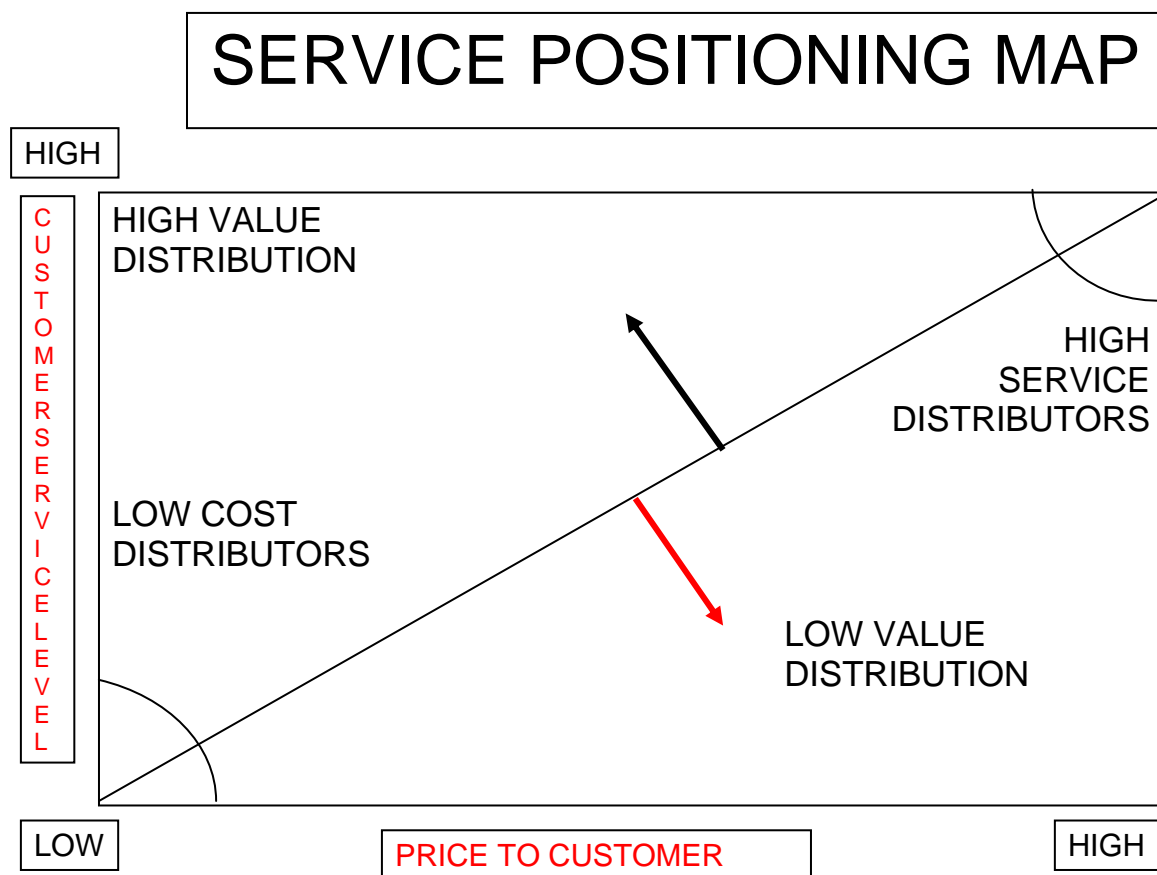 SERVICE POSITIONING MAP
HIGH
CUSTOMERSERVICELEVEL
HIGH VALUE
DISTRIBUTION
HIGH
SERVICE
DISTRIBUTORS
LOW COST
DISTRIBUTORS
LOW VALUE
DISTRIBUTION
LOW
PRICE TO CUSTOMER
HIGH